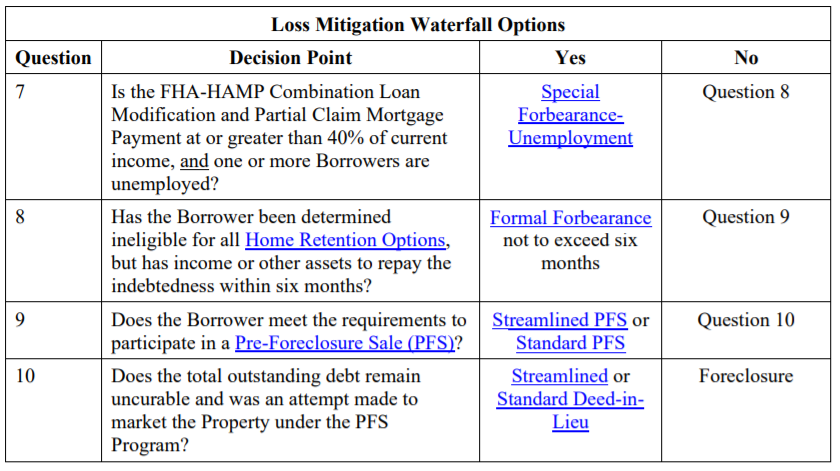 Loss Mitigation Waterfall Options
Question Decision Point Yes No
7 Is the FHA-HAMP Combination Loan Special Question 8
Modification and Partial Claim Mortgage Forbearance-
Payment at or greater than 40% of current Unemployment
income, and one or more Borrowers are
unemployed?
8 Has the Borrower been determined Formal Forbearance Question 9
ineligible for all Home Retention Options, not to exceed six
but has income or other assets to repay the months
indebtedness within six months?
9 Does the Borrower meet the requirements to Streamlined PFS or Question 10
participate in a Pre-Foreclosure Sale (PFS)? Standard PFS
10 Does the total outstanding debt remain Streamlined or Foreclosure
uncurable and was an attempt made to Standard Deed-in-
market the Property under the PFS Lieu
Program?